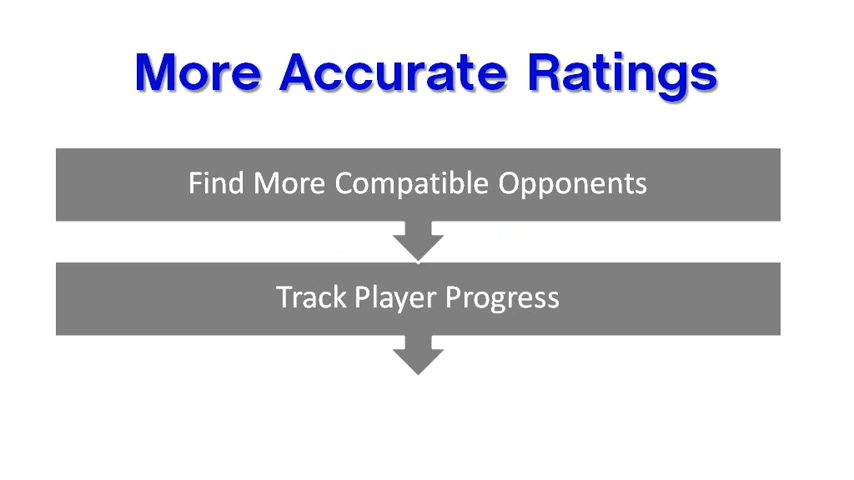 More Accurate Ratings
Find More Compatible Opponents
Track Player Progress